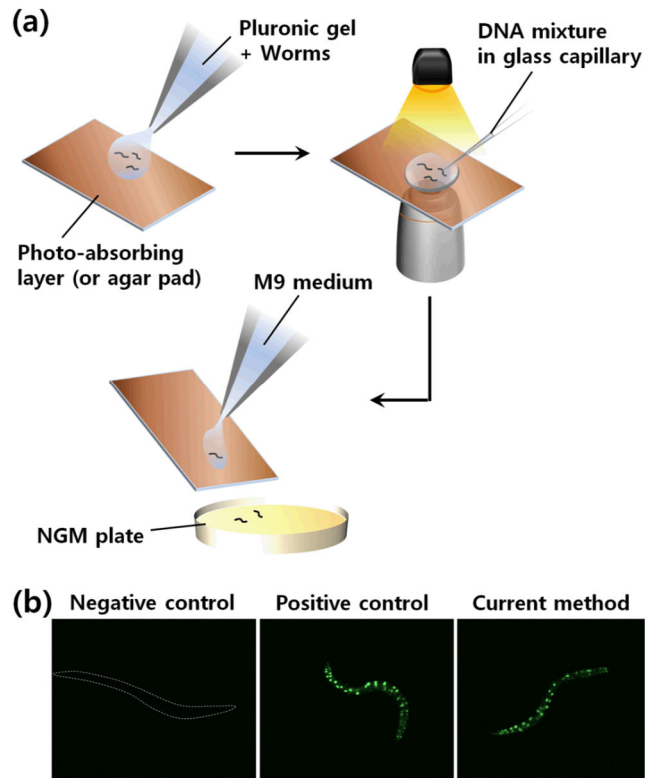 (a)
Pluronic gel
+ Worms
DNA mixture
in glass capillary
Photo-absorbing
layer (or agar pad)
M9 medium
NGM plate
(b)
Negative control
Positive control
Current method